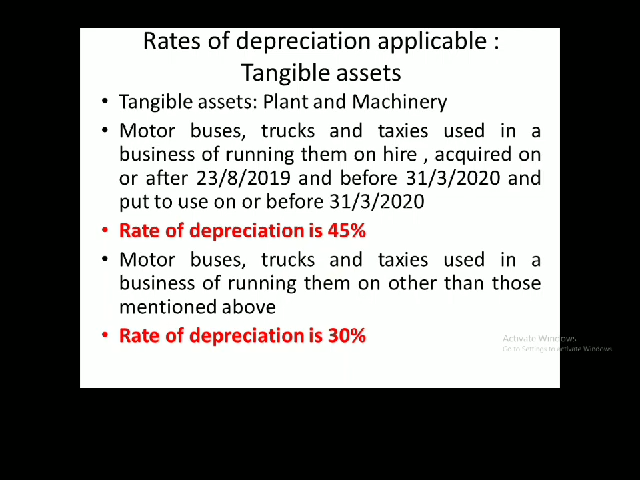 Rates of depreciation applicable :
Tangible assets
• Tangible assets: Plant and Machinery
• Motor buses, trucks and taxies used in a
business of running them on hire , acquired on
or after 23/8/2019 and before 31/3/2020 and
put to use on or before 31/3/2020
• Rate of depreciation is 45%
• Motor buses, trucks and taxies used in a
business of running them on other than those
mentioned above
• Rate of depreciation is 30%
Activate Windows
Go to Settings to activate Windows.